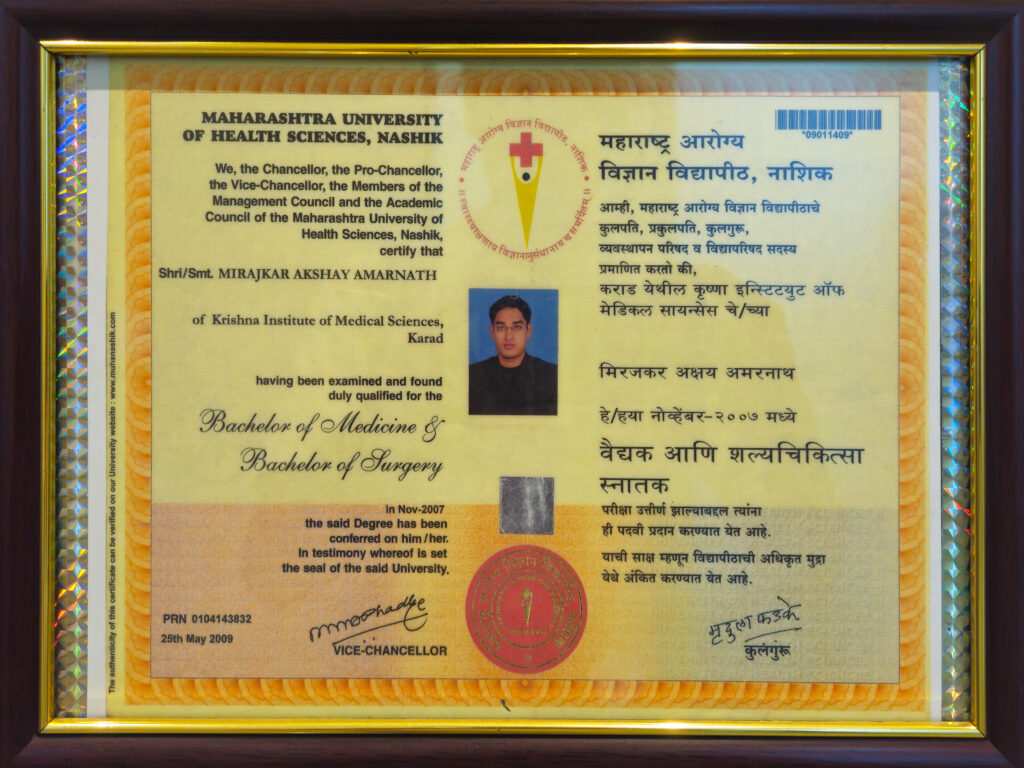 MAHARASHTRA UNIVERSITY
OF HEALTH SCIENCES, NASHIK
We, the Chancellor, the Pro-Chancellor,
the Vice-Chancellor, the Members of the
Management Council and the Academic
Council of the Maharashtra University of
Health Sciences, Nashik,
certify that
Shri/Smt. MIRAJKAR AKSHAY AMARNATH
of Krishna Institute of Medical Sciences,
Karad
having been examined and found
duly qualified for the
Bachelor of Medicine &
Bachelor of Surgery
in Nov-2007
the said Degree has been
conferred on him/her.
In testimony whereof is set
the seal of the said University.
PRN 0104143832
25th May 2009
VICE-CHANCELLOR
The authenticity of this certificate can be verified on our University website : www.muhsnashik.com
महाराष्ट्र आरोग्य विज्ञान विद्यापीठ, नाशिक
*09011409*
महाराष्ट्र आरोग्य
विज्ञान विद्यापीठ, नाशिक
आम्ही, महाराष्ट्र आरोग्य विज्ञान विद्यापीठाचे
कुलपति, प्रकुलपति, कुलगुरू,
व्यवस्थापन परिषद व विद्यापरिषद सदस्य
प्रमाणित करतो की,
कराड येथील कृष्णा इन्स्टिटयुट ऑफ
मेडिकल सायन्सेस चे/च्या
मिरजकर अक्षय अमरनाथ
हे/हया नोव्हेंबर-२००७ मध्ये
वैद्यक आणि शल्यचिकित्सा
स्नातक
परीक्षा उत्तीर्ण झाल्याबद्दल त्यांना
ही पदवी प्रदान करण्यात येत आहे.
याची साक्ष म्हणून विद्यापीठाची अधिकृत मुद्रा
येथे अंकित करण्यात येत आहे.
मृदुला फडके
कुलगुरू